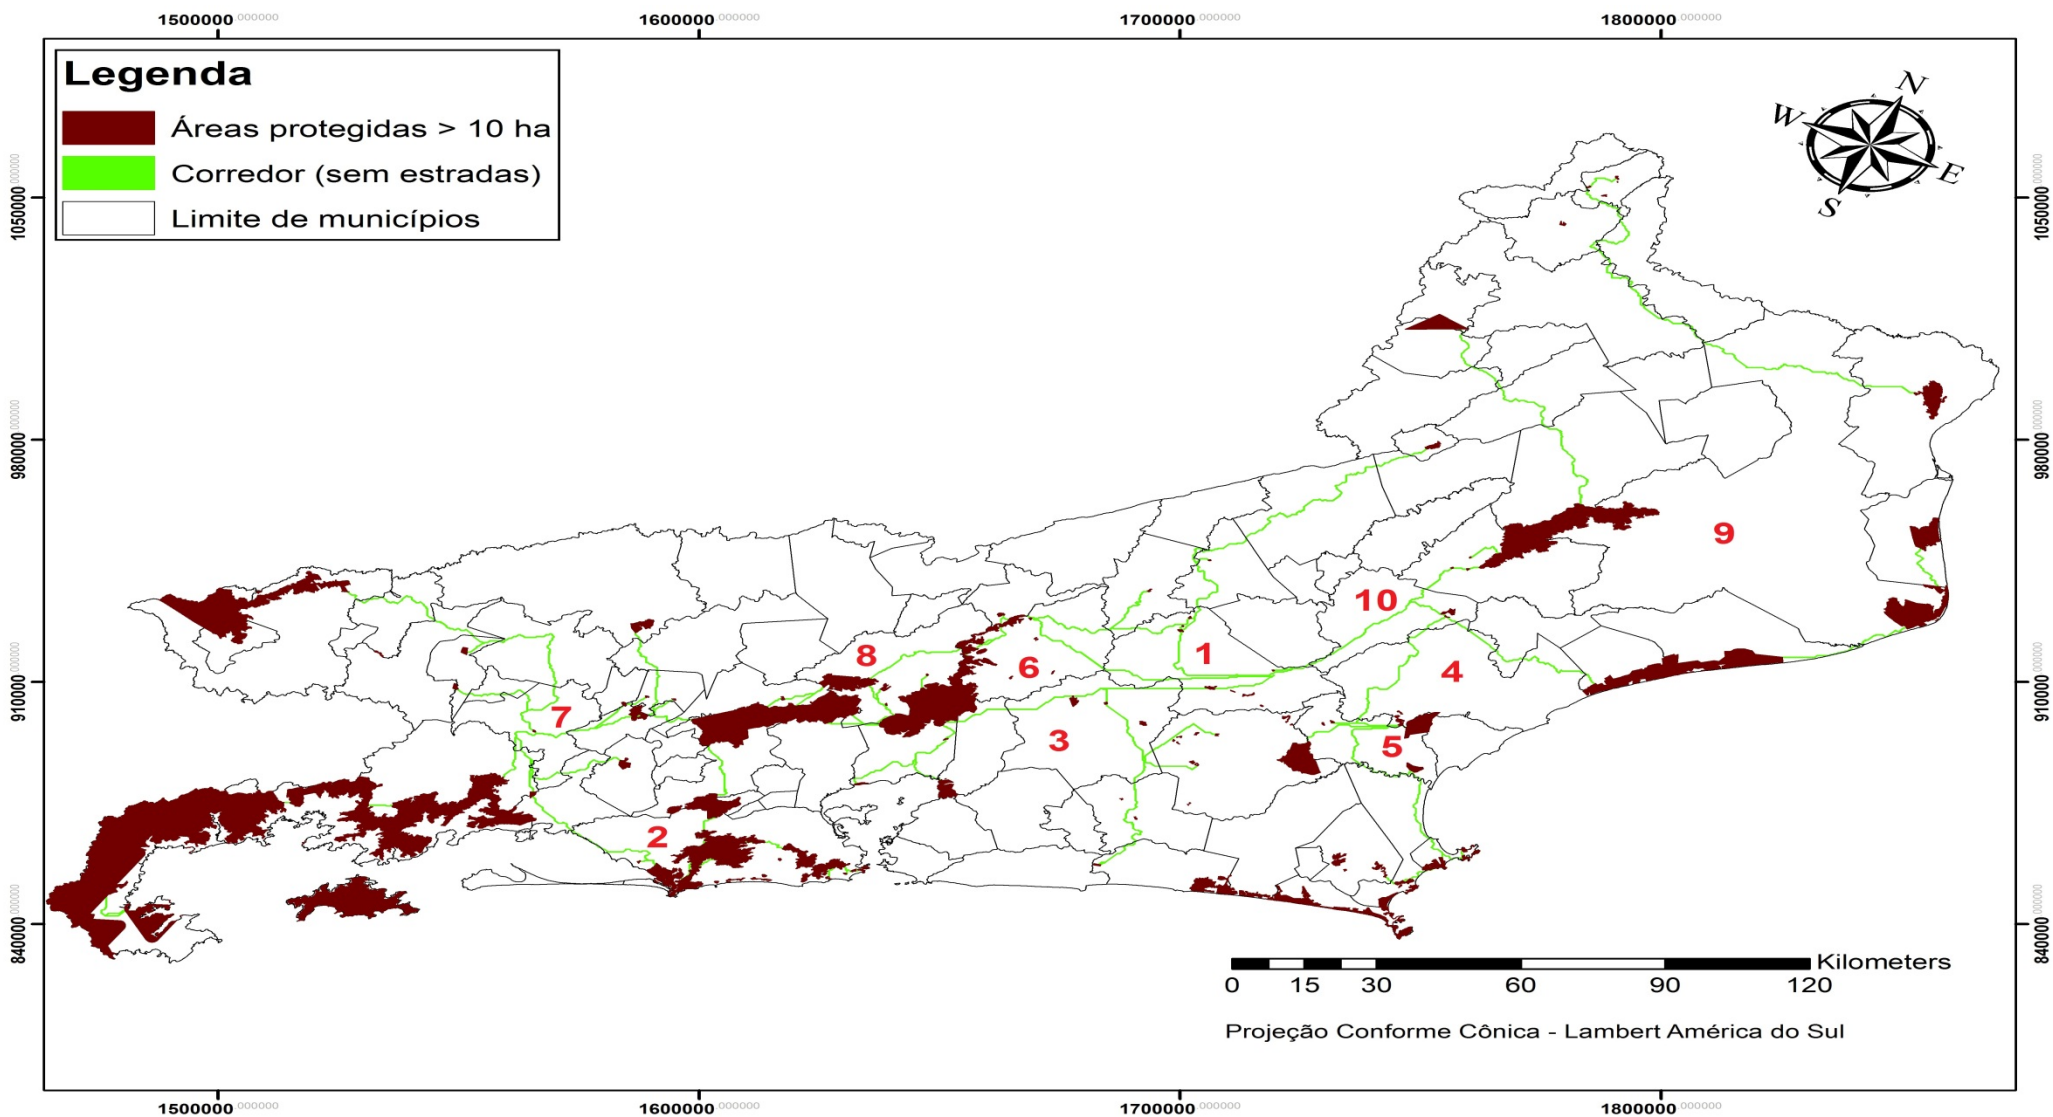 1500000,000000 1600000,000000 1700000,000000 1800000,000000
Legenda
Áreas protegidas > 10 ha
Corredor (sem estradas)
Limite de municípios
N
W
E
S
1050000,000000 1050000,000000
980000,000000 980000,000000
910000,000000 910000,000000
840000,000000 840000,000000
9
10
1
8
6
4
7
3
5
2
Kilometers
0 15 30 60 90 120
Projeção Conforme Cônica - Lambert América do Sul
1500000,000000 1600000,000000 1700000,000000 1800000,000000